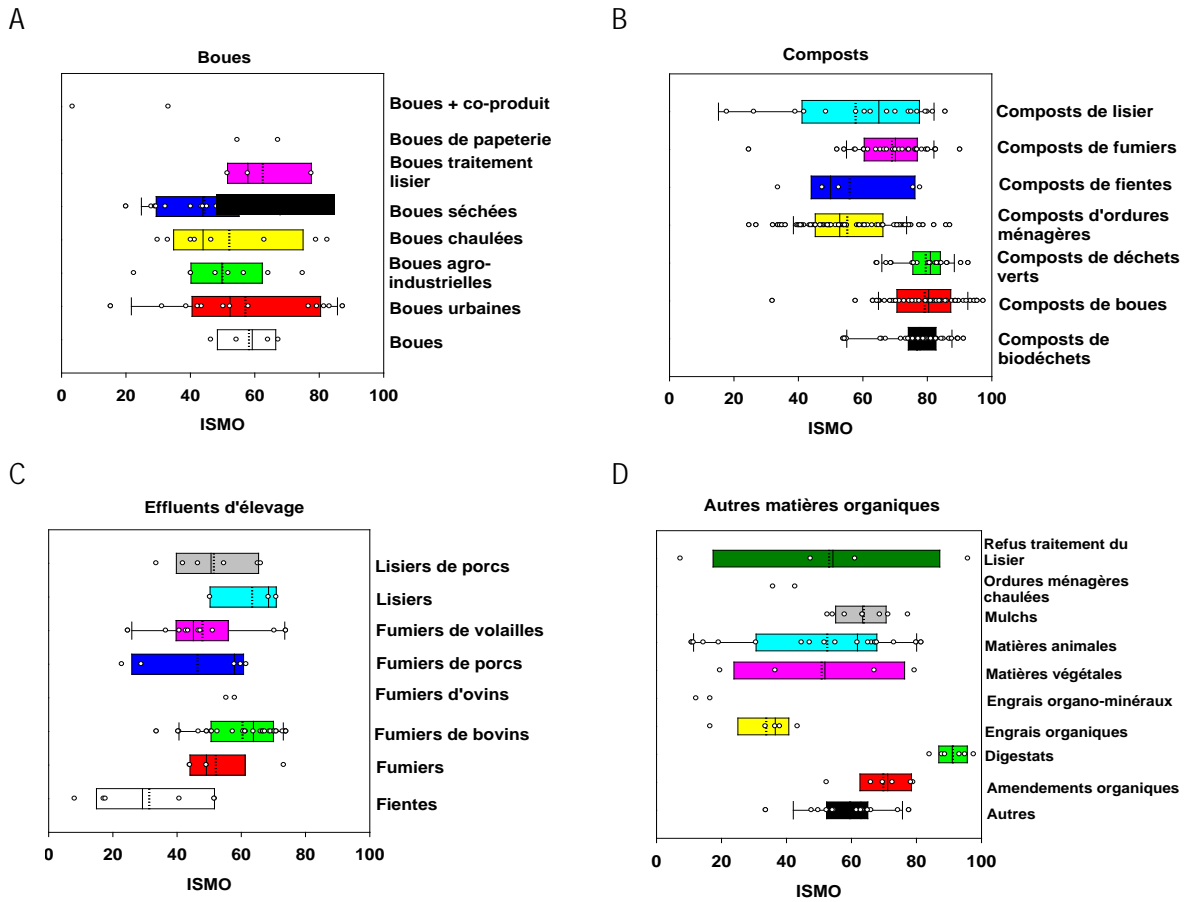 A
Boues
Boues + co-produit
Boues de papeterie
Boues traitement
lisier
Boues séchées
Boues chaulées
Boues agro-
industrielles
Boues urbaines
Boues
0 20 40 60 80 100
ISMO
B
Composts
Composts de lisier
Composts de fumiers
Composts de fientes
Composts d'ordures
ménagères
Composts de déchets
verts
Composts de boues
Composts de
biodéchets
0 20 40 60 80 100
ISMO
C
Effluents d'élevage
Lisiers de porcs
Lisiers
Fumiers de volailles
Fumiers de porcs
Fumiers d'ovins
Fumiers de bovins
Fumiers
Fientes
0 20 40 60 80 100
ISMO
D
Autres matières organiques
Refus traitement du
Lisier
Ordures ménagères
chaulées
Mulchs
Matières animales
Matières végétales
Engrais organo-minéraux
Engrais organiques
Digestats
Amendements organiques
Autres
0 20 40 60 80 100
ISMO